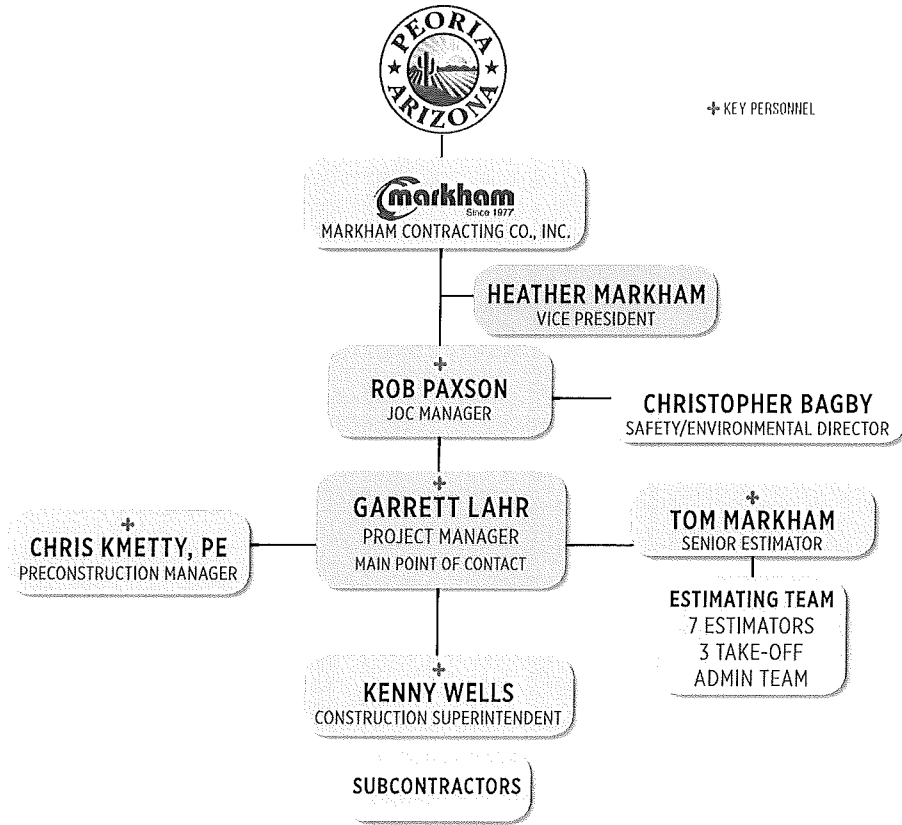 PEORIA
ARIZONA
+ KEY PERSONNEL
markham
Since 1977
MARKHAM CONTRACTING CO., INC.
HEATHER MARKHAM
VICE PRESIDENT
ROB PAXSON
JOC MANAGER
CHRISTOPHER BAGBY
SAFETY/ENVIRONMENTAL DIRECTOR
GARRETT LAHR
PROJECT MANAGER
MAIN POINT OF CONTACT
CHRIS KMETTY, PE
PRECONSTRUCTION MANAGER
TOM MARKHAM
SENIOR ESTIMATOR
ESTIMATING TEAM
7 ESTIMATORS
3 TAKE-OFF
ADMIN TEAM
KENNY WELLS
CONSTRUCTION SUPERINTENDENT
SUBCONTRACTORS